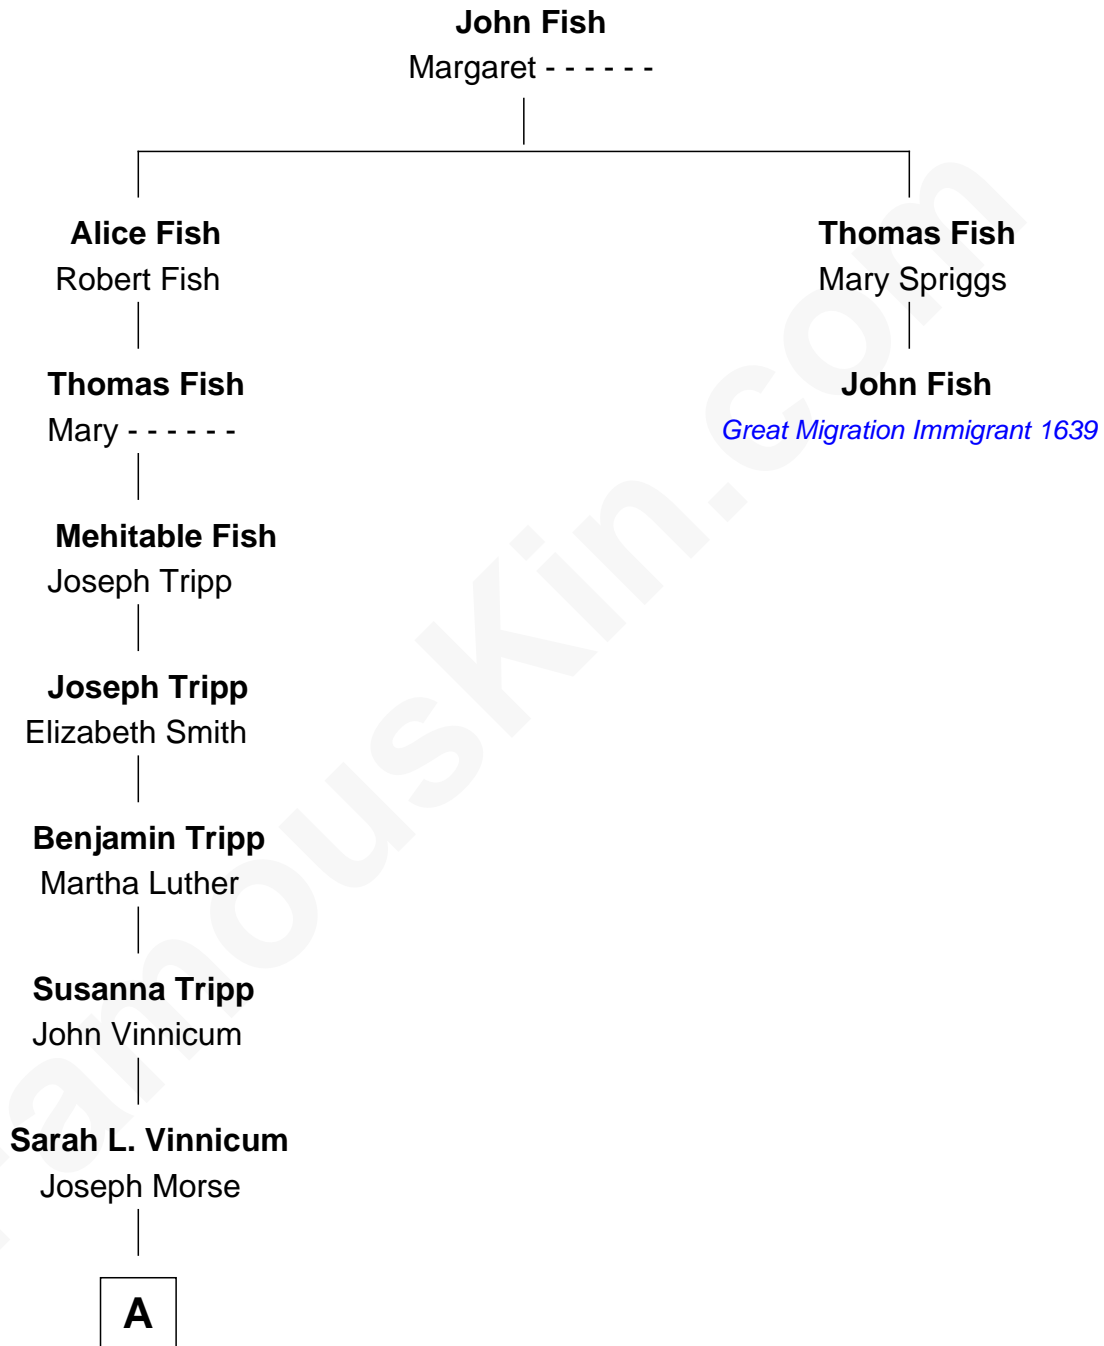 John Fish
Margaret - - - - - -
Alice Fish
Robert Fish
Thomas Fish
Mary Spriggs
Thomas Fish
Mary - - - - - -
John Fish
Great Migration Immigrant 1639
Mehitable Fish
Joseph Tripp
Joseph Tripp
Elizabeth Smith
Benjamin Tripp
Martha Luther
Susanna Tripp
John Vinnicum
Sarah L. Vinnicum
Joseph Morse
A
FamousKin.com